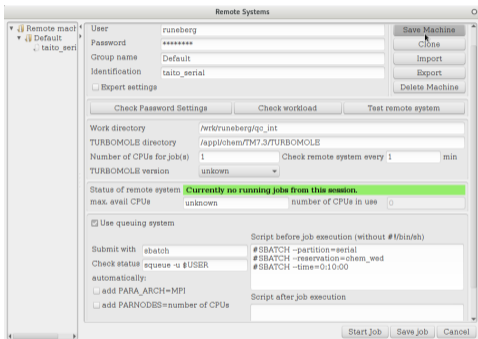 Remote Systems
Remote mach
Default
taito_seri
User runeberg
Password ********
Group name Default
Identification taito_serial
Expert settings
Save Machine
Clone
Import
Export
Delete Machine
Check Password Settings Check workload Test remote system
Work directory /wrk/runeberg/qc_int
TURBOMOLE directory /appl/chem/TM7.3/TURBOMOLE
Number of CPUs for job(s) 1 Check remote system every 1 min
TURBOMOLE version unkown
Status of remote system Currently no running jobs from this session.
max. avail CPUs unknown number of CPUs in use 0
Use queuing system
Script before job execution (without #!/bin/sh)
Submit with sbatch
Check status squeue -u $USER
automatically:
add PARA_ARCH=MPI
add PARNODES=number of CPUs
#SBATCH --partition=serial
#SBATCH --reservation=chem_wed
#SBATCH --time=0:10:00
Script after job execution
Start Job Save job Cancel